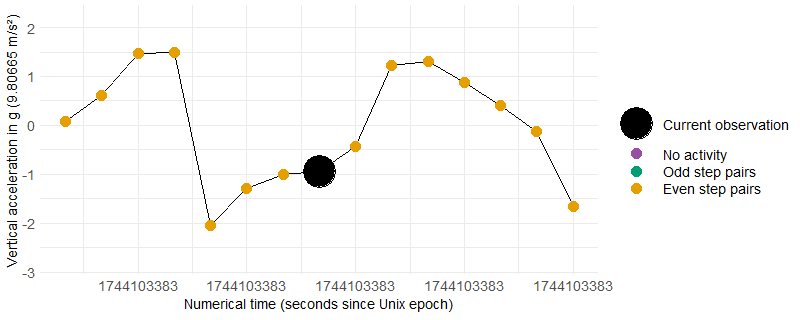 Vertical acceleration in g (9.80665 m/s²)
2
1
0
-1
-2
-3
1744103383 1744103383 1744103383 1744103383 1744103383
Numerical time (seconds since Unix epoch)
Current observation
No activity
Odd step pairs
Even step pairs